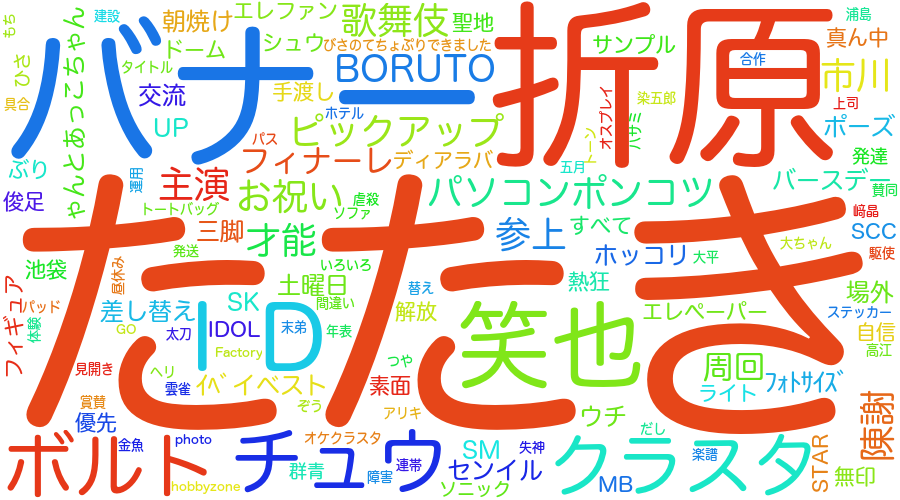 もち
建設
朝焼け
エレファン
歌舞伎
聖地
浦島
ひさ
やんとあっこちゃん
バナー
ドーム
シュウ
びさのてちょぷりできました
折原
サンプル
真ん中
具合
タイトル
交流
手渡し
BORUTO
合作
市川
UP
ホテル
染五郎
上司
オスプレイ
ハサミ
トーン
ポーズ
ぶり
パス
ピックアップ
フィナーレ
ディアラバ
発達
運用
主演
お祝い
虐殺
ソファ
パソコンポンコツ
五月
バースデー
賛同
俊足
トートバッグ
三脚
才能
参上
すべて
﨑晶
SCC
発送
ホッコリ
大平
大ちゃん
駆使
たたき
池袋
昼休み
いろいろ
土曜日
熱狂
場外
フィギュア
パッド
差し替え
SK
間違い
替え
解放
エレペーパー
ステッカー
体験
GO
太刀
IDOL
末弟
年表
自信
高江
ID
笑也
Factory
見開き
ヘリ
雲雀
イベ
イベスト
つや
素面
周回
ライト
フォトサイズ
賞賛
ぞう
アリキ
優先
ウチ
陳謝
ボルト
金魚
photo
チュウ
オケクラスタ
SM
失神
だし
クラスタ
STAR
群青
障害
連帯
センイル
楽譜
無印
hobbyzone
ソニック
MB